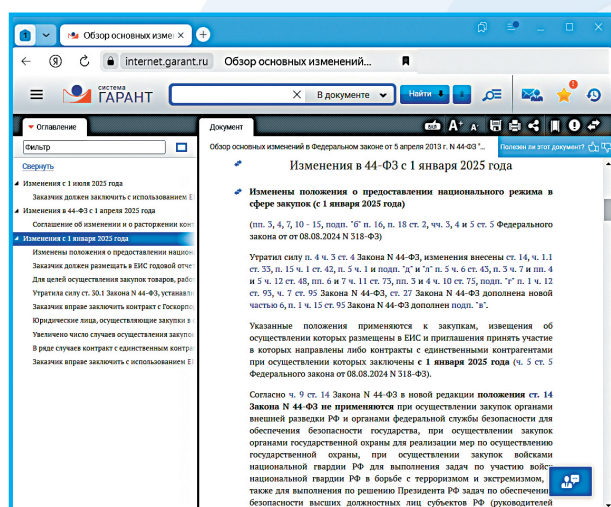 1
Обзор основных изме
internet.garant.ru Обзор основных изменений...
система
ГАРАНТ
В документе
Найти
Оглавление
Документ
A+ A-
Фильтр
Свернуть
Изменения с 1 июля 2025 года
Заказчик должен заключить с использованием
Изменения в 44-ФЗ с 1 апреля 2025 года
Соглашение об изменении и о расторжении конт
Изменения с 1 января 2025 года
Изменены положения о предоставлении национ
Заказчик должен размещать в ЕИС годовой отче
Для целей осуществления закупок товаров, рабо
Утратила силу ст. 30.1 Закона N 44-ФЗ, устанавли
Заказчик вправе заключить контракт с Госкорпо
Юридические лица, осуществляющие закупки в
Увеличено число случаев осуществления закупо
В ряде случаев контракт с единственным контра
Заказчик вправе заключить с использованием
Обзор основных изменений в Федеральном законе от 5 апреля 2013 г. N 44-ФЗ "...
Полезен ли этот документ?
Изменения в 44-ФЗ с 1 января 2025 года
Изменены положения о предоставлении национального режима в
сфере закупок (с 1 января 2025 года)
(пп. 3, 4, 7, 10 - 15, подп. "б" п. 16, п. 18 ст. 2, чч. 3, 4 и 5 ст. 5 Федерального
закона от от 08.08.2024 N 318-ФЗ)
Утратил силу п. 4 ч. 3 ст. 4 Закона N 44-ФЗ, изменения внесены ст. 14, ч. 1.1
ст. 33, п. 15 ч. 1 ст. 42, п. 5 ч. 1 и подп. "д" и "л" п. 5 ч. 6 ст. 43, п. 3 ч. 7 и пп. 4
и 5 ч. 12 ст. 48, пп. 6 и 7 ч. 11 ст. 73, пп. 3 и 4 ч. 10 ст. 75, подп. "г" п. 1 ч. 12
ст. 93, ч. 7 ст. 95 Закона N 44-ФЗ, ст. 27 Закона N 44-ФЗ дополнена новой
частью 6, п. 1 ч. 15 ст. 95 Закона N 44-ФЗ дополнен подп. "в".
Указанные положения применяются к закупкам, извещения об
осуществлении которых размещены в ЕИС и приглашения принять участие
в которых направлены либо контракты с единственными контрагентами
при осуществлении которых заключены с 1 января 2025 года (ч. 5 ст. 5
Федерального закона от 08.08.2024 N 318-ФЗ).
Согласно ч. 9 ст. 14 Закона N 44-ФЗ в новой редакции положения ст. 14
Закона N 44-ФЗ не применяются при осуществлении закупок органами
внешней разведки РФ и органами федеральной службы безопасности для
обеспечения безопасности государства, при осуществлении закупок
органами государственной охраны для реализации мер по осуществлению
государственной охраны, при осуществлении закупок войсками
национальной гвардии РФ для выполнения задач по участию войск
национальной гвардии РФ в борьбе с терроризмом и экстремизмом,
также для выполнения по решению Президента РФ задач по обеспечени
безопасности высших должностных лиц субъектов РФ (руководителей